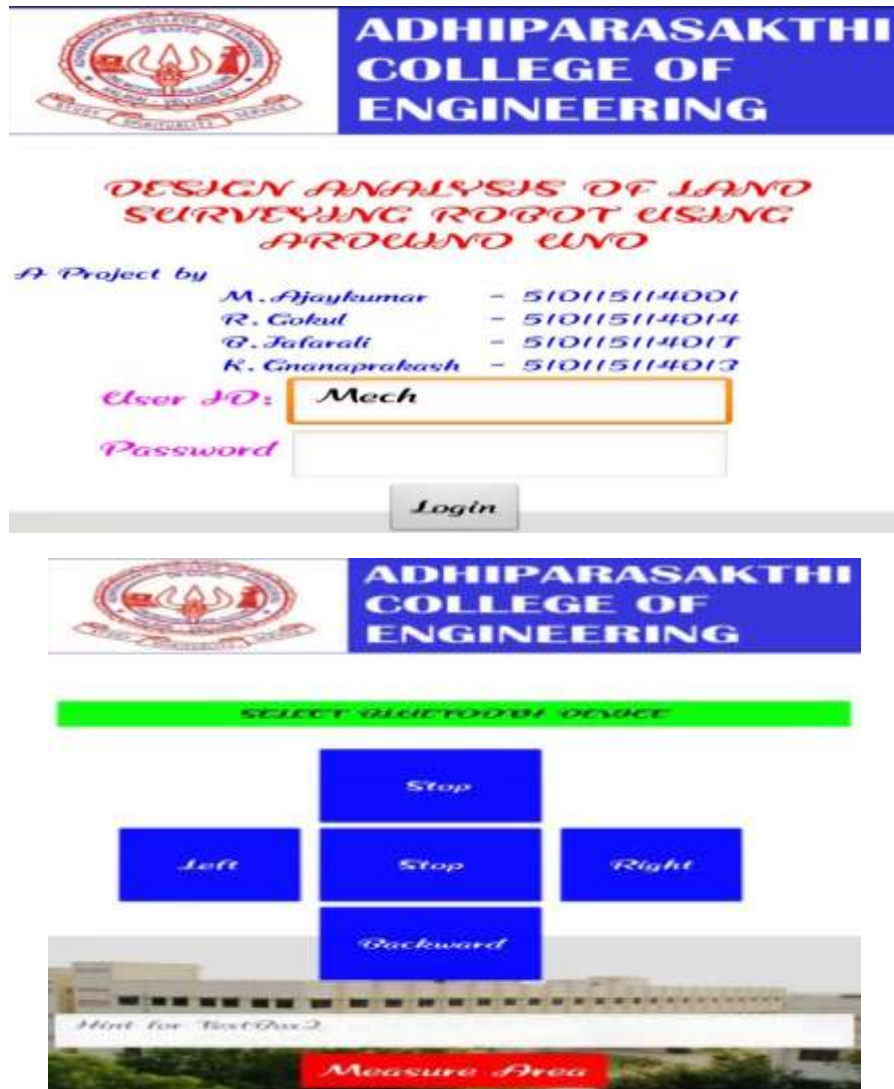 ADHIPARASAKTHI
COLLEGE OF
ENGINEERING
DESIGN ANALYSIS OF LAND
SURVEYING ROBOT USING
ARDUINO UNO
A Project by
M. Ajaykumar - 510115114001
R. Gokul - 510115114014
B. Jafarali - 510115114017
K. Gnanaprakash - 510115114013
User ID: Mech
Password
Login
ADHIPARASAKTHI
COLLEGE OF
ENGINEERING
SELECT BLUETOOTH DEVICE
Stop
Left Stop Right
Backward
Hint for TextBox2
Measure Area